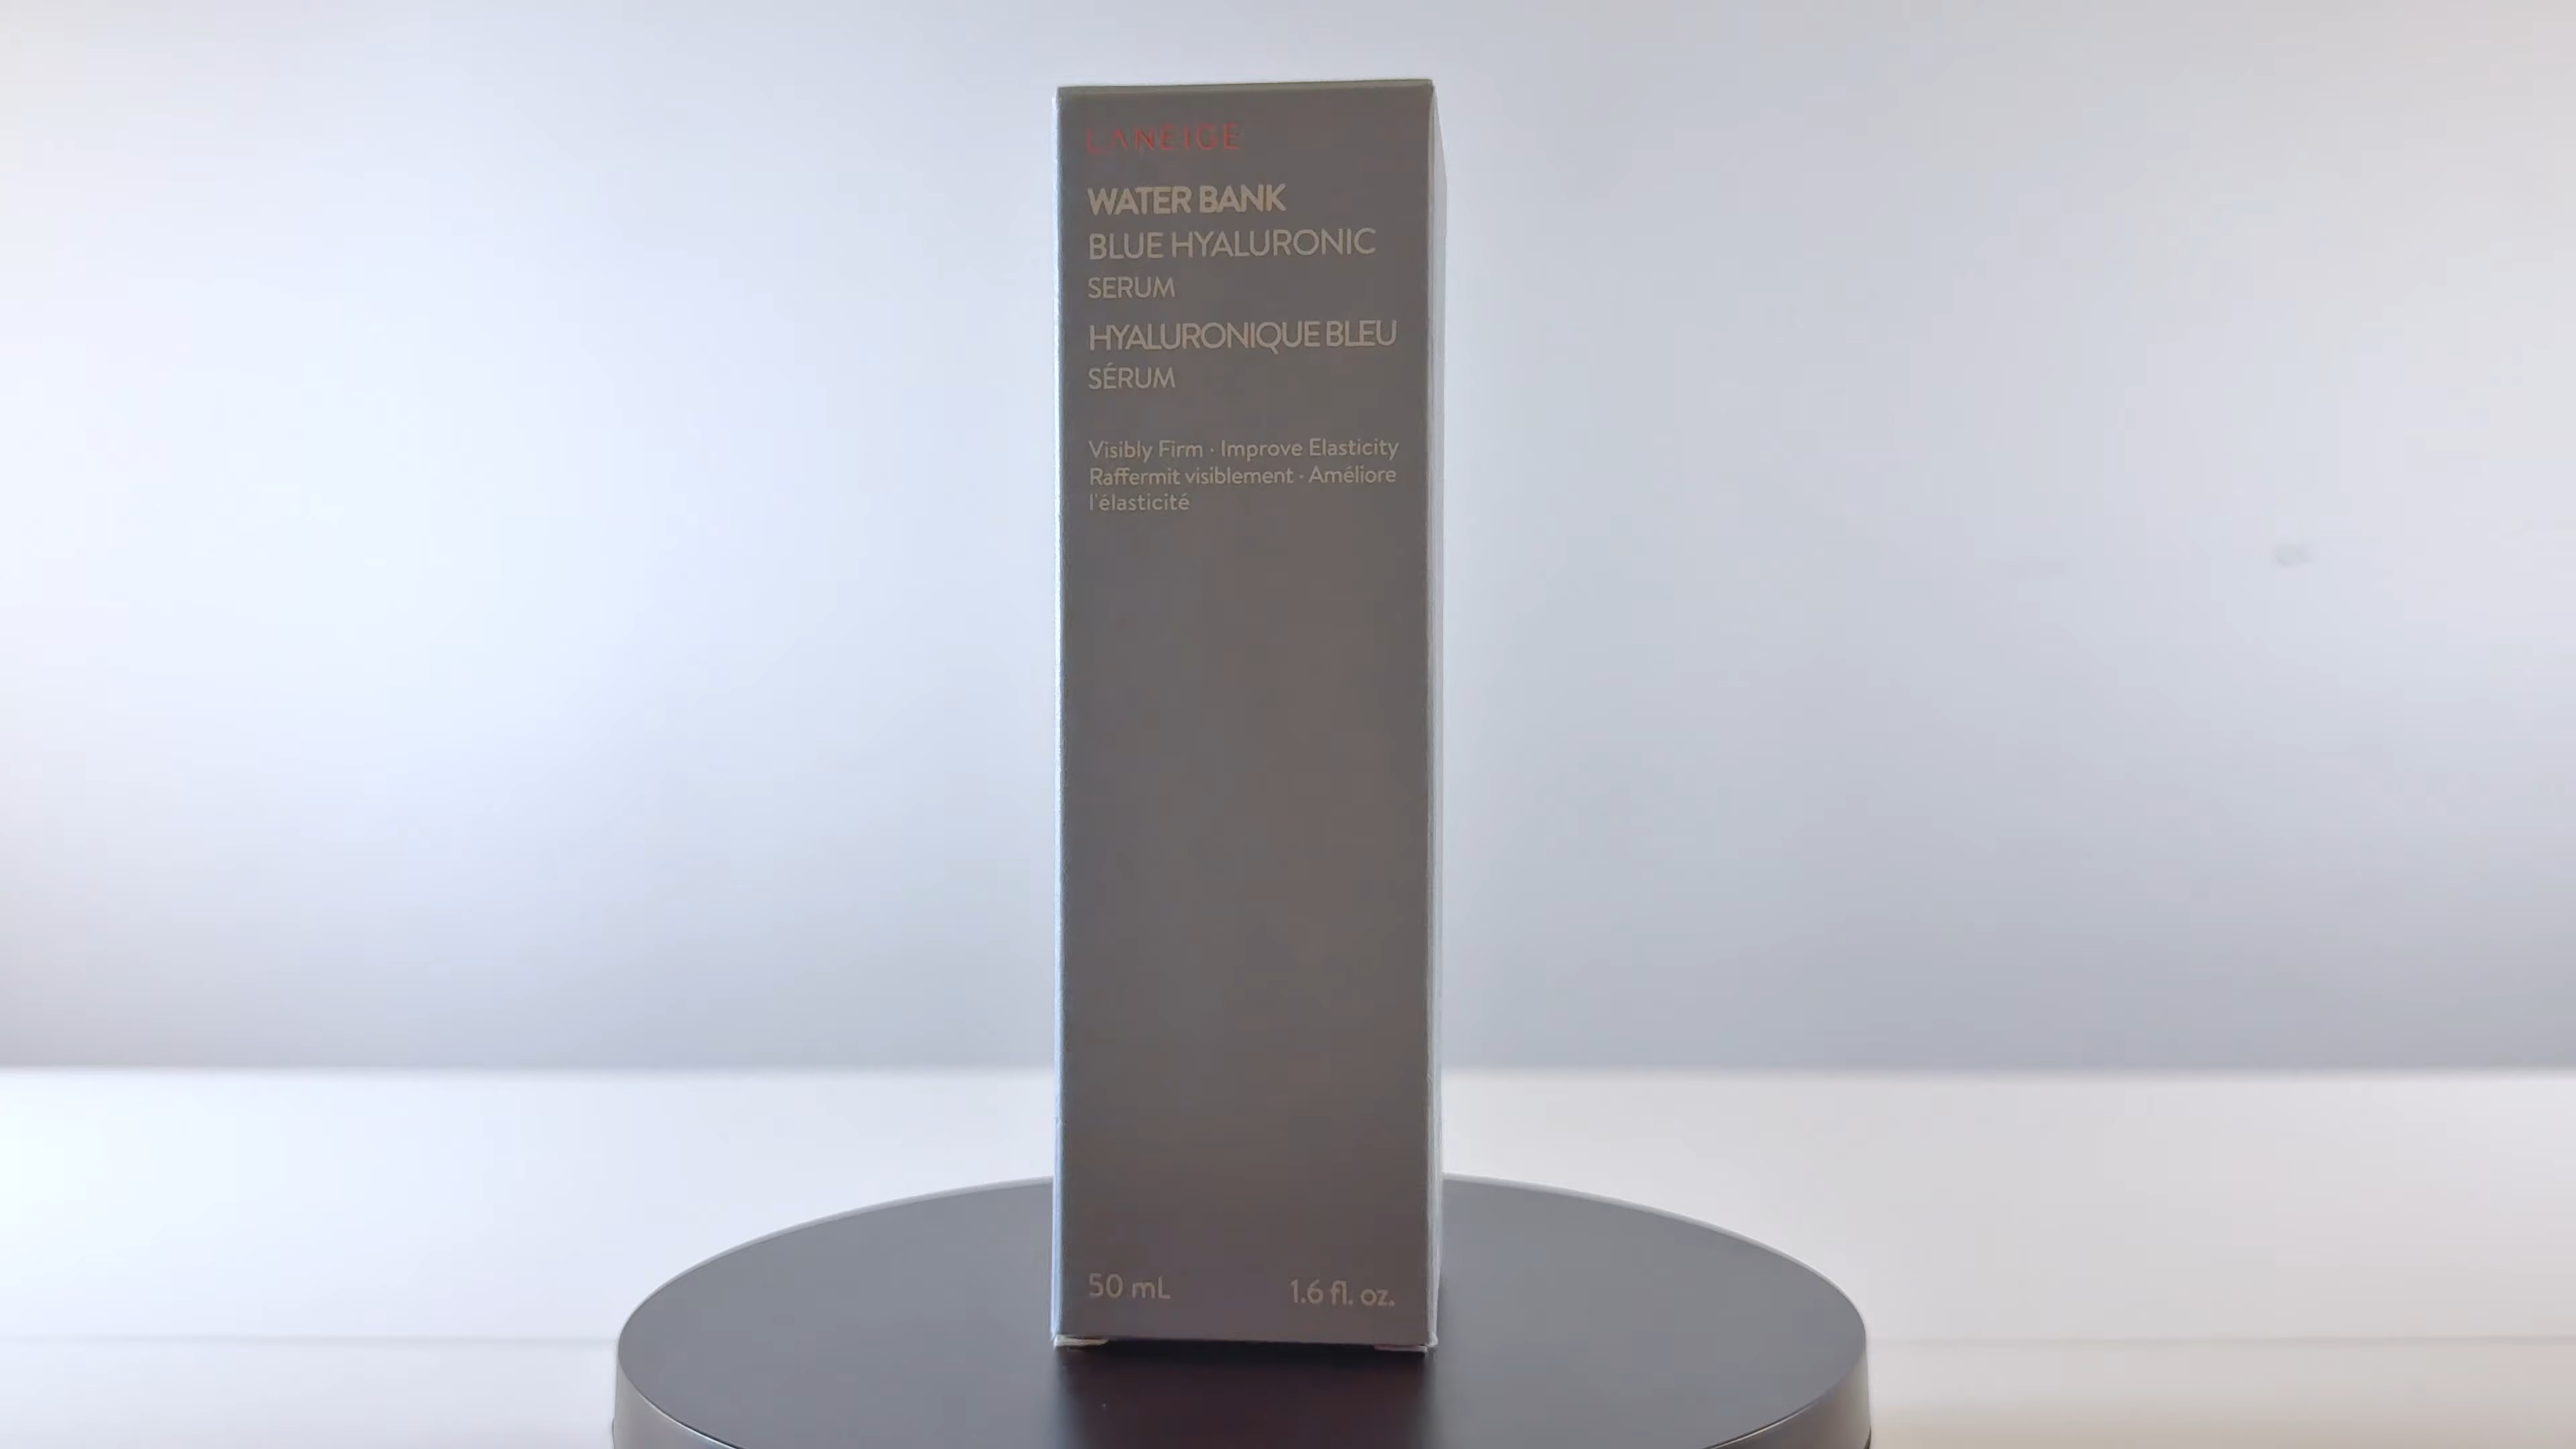 LANEIGE
WATER BANK
BLUE HYALURONIC
SERUM
HYALURONIQUE BLEU
SÉRUM
Visibly Firm · Improve Elasticity
Raffermit visiblement · Améliore
l'élasticité
50 mL 1.6 fl. oz.